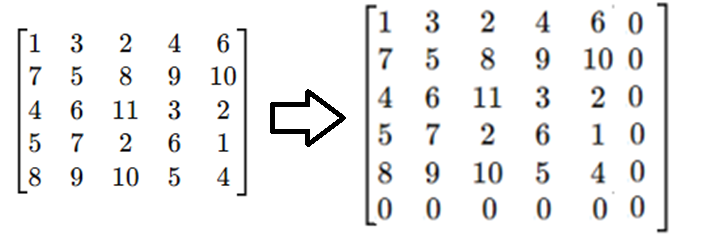 1 3 2 4 6
7 5 8 9 10
4 6 11 3 2
5 7 2 6 1
8 9 10 5 4
1 3 2 4 6 0
7 5 8 9 10 0
4 6 11 3 2 0
5 7 2 6 1 0
8 9 10 5 4 0
0 0 0 0 0 0